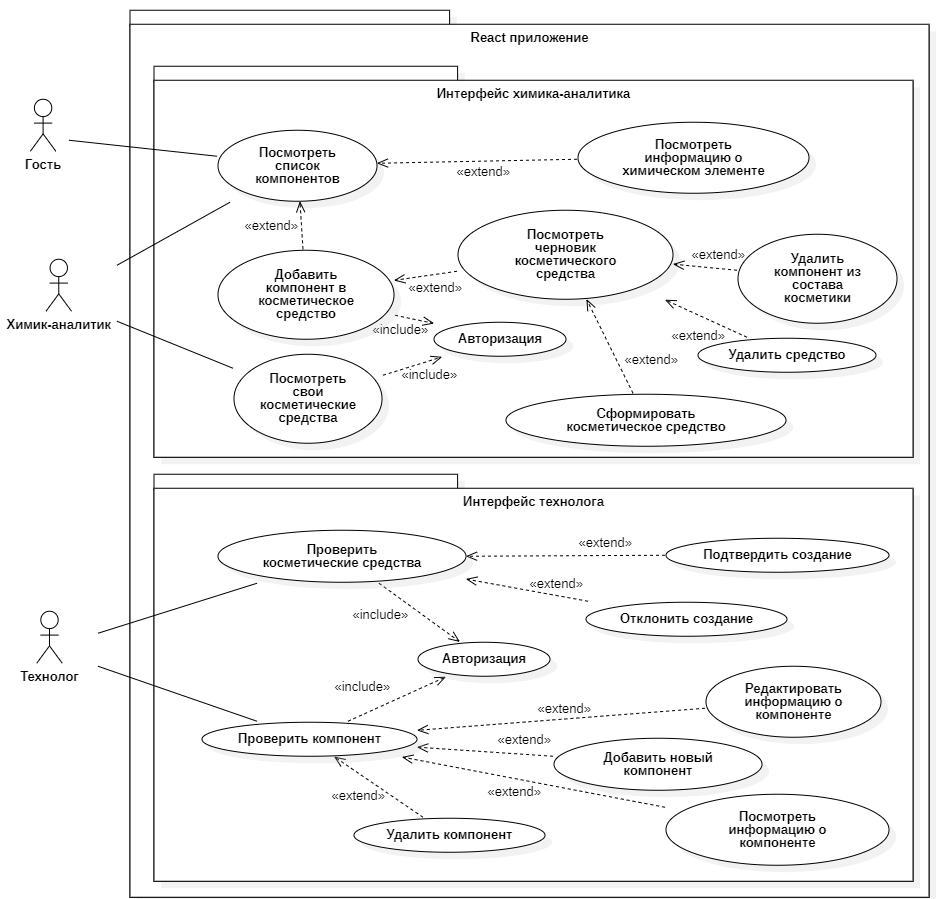 React приложение
Интерфейс химика-аналитика
Гость
Посмотреть
список
компонентов
«extend»
Посмотреть
информацию о
химическом элементе
«extend»
Химик-аналитик
Добавить
компонент в
косметическое
средство
«extend»
Посмотреть
черновик
косметического
средства
«extend»
Удалить
компонент из
состава
косметики
«include»
Авторизация
«extend»
Удалить средство
Посмотреть
свои
косметические
средства
«include»
«extend»
Сформировать
косметическое средство
Интерфейс технолога
Проверить
косметические средства
«extend»
Подтвердить создание
«extend»
Отклонить создание
«include»
Технолог
Авторизация
«include»
Проверить компонент
«extend»
Редактировать
информацию о
компоненте
«extend»
Добавить новый
компонент
«extend»
Посмотреть
информацию о
компоненте
«extend»
Удалить компонент